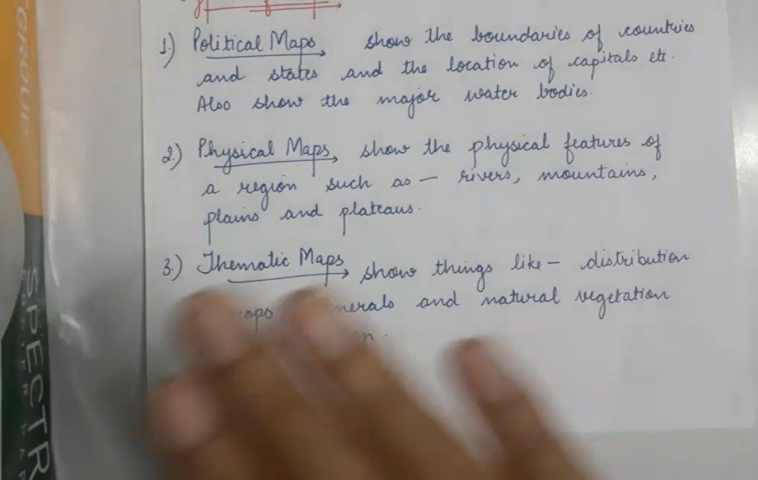 1.) Political Maps show the boundaries of countries
and states and the location of capitals etc.
Also show the major water bodies.
2.) Physical Maps, show the physical features of
a region such as — rivers, mountains,
plains and plateaus.
3.) Thematic Maps show things like — distribution
and natural vegetation
GROUP
SPECTR